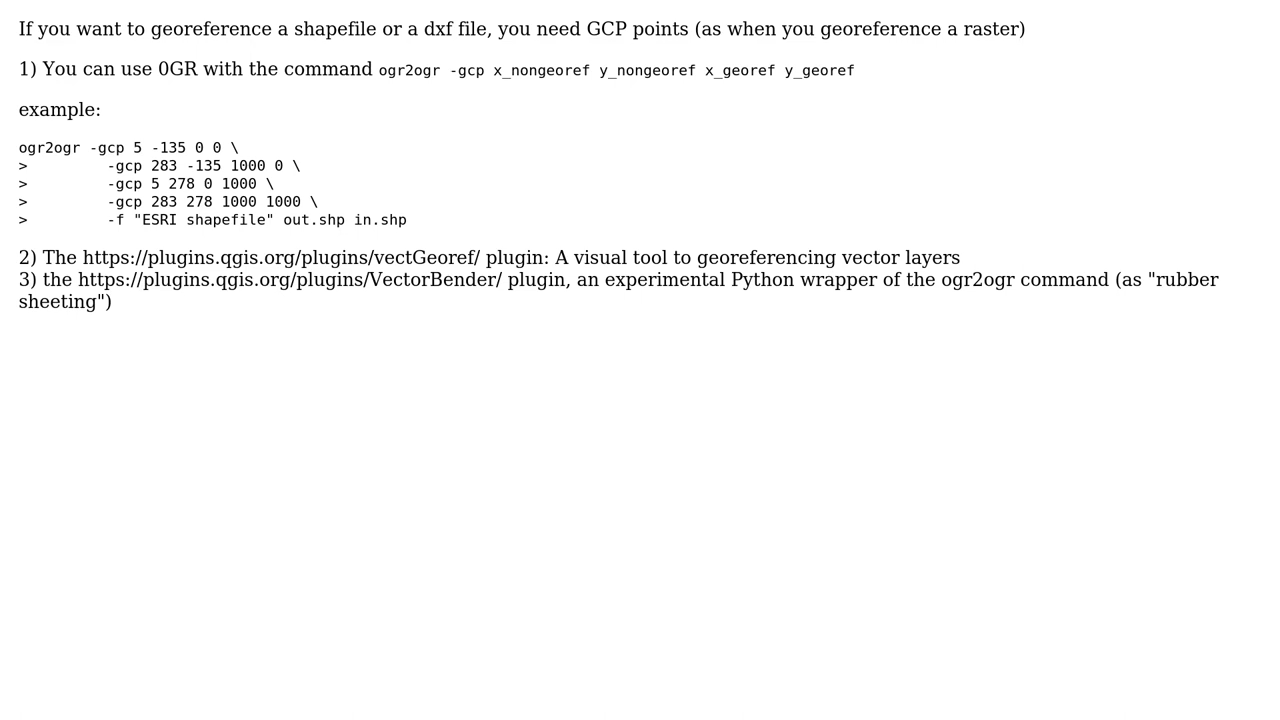 If you want to georeference a shapefile or a dxf file, you need GCP points (as when you georeference a raster)
1) You can use 0GR with the command ogr2ogr -gcp x_nongeoref y_nongeoref x_georef y_georef
example:
ogr2ogr -gcp 5 -135 0 0 \
>         -gcp 283 -135 1000 0 \
>         -gcp 5 278 0 1000 \
>         -gcp 283 278 1000 1000 \
>         -f "ESRI shapefile" out.shp in.shp
2) The https://plugins.qgis.org/plugins/vectGeoref/ plugin: A visual tool to georeferencing vector layers
3) the https://plugins.qgis.org/plugins/VectorBender/ plugin, an experimental Python wrapper of the ogr2ogr command (as "rubber
sheeting")